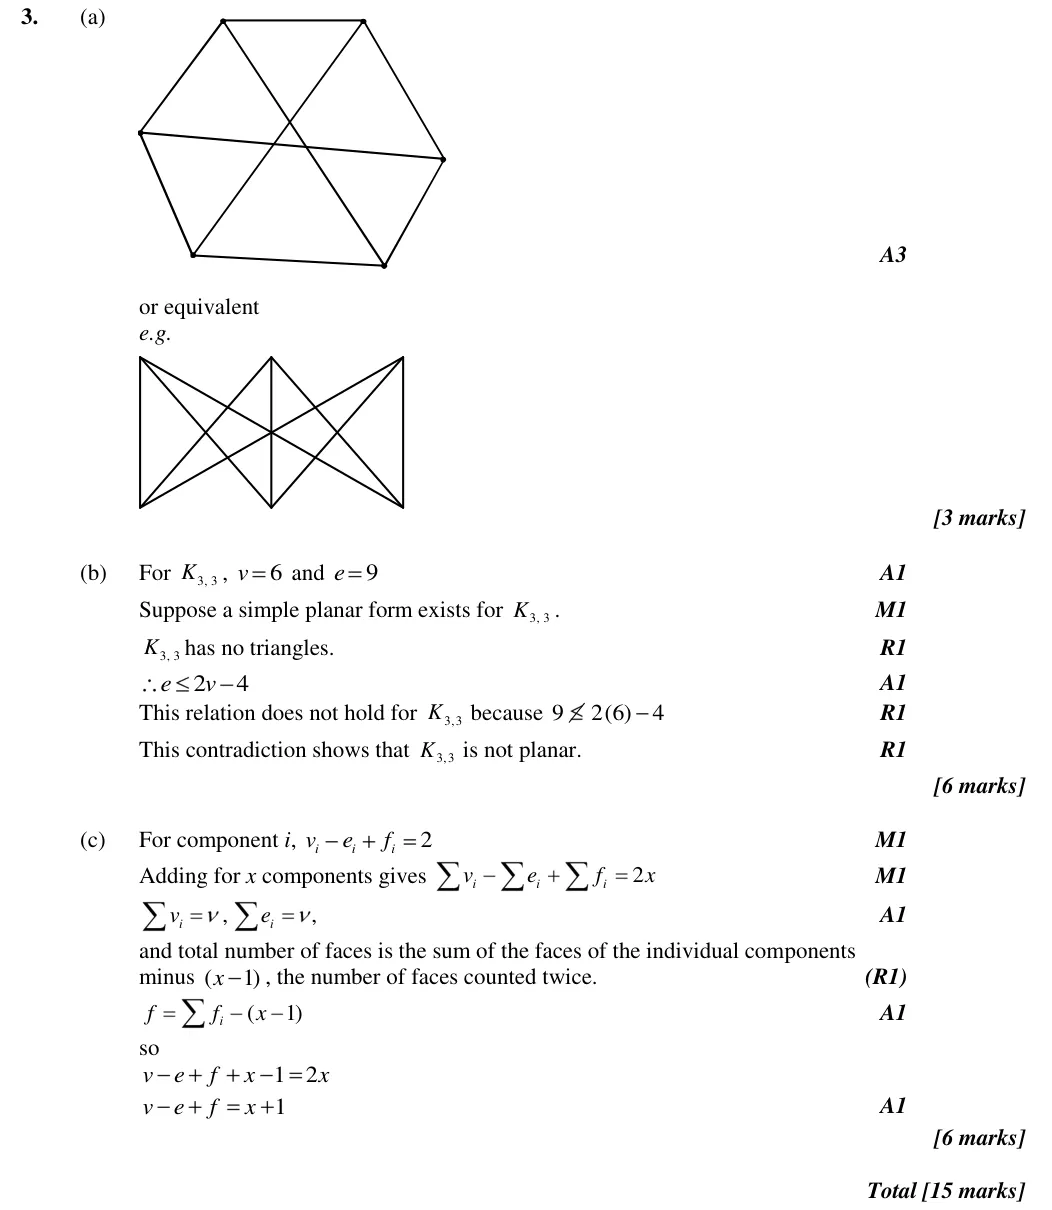 3. (a)
A3
or equivalent
e.g.
[3 marks]
(b) For K₃,₃ , v = 6 and e = 9 A1
Suppose a simple planar form exists for K₃,₃ . M1
K₃,₃ has no triangles. R1
∴ e ≤ 2v − 4 A1
This relation does not hold for K₃,₃ because 9 ≰ 2(6) − 4 R1
This contradiction shows that K₃,₃ is not planar. R1
[6 marks]
(c) For component i, vᵢ − eᵢ + fᵢ = 2 M1
Adding for x components gives ∑vᵢ − ∑eᵢ + ∑fᵢ = 2x M1
∑vᵢ = ν , ∑eᵢ = ν, A1
and total number of faces is the sum of the faces of the individual components
minus (x − 1) , the number of faces counted twice. (R1)
f = ∑fᵢ − (x − 1) A1
so
v − e + f + x − 1 = 2x
v − e + f = x + 1 A1
[6 marks]
Total [15 marks]